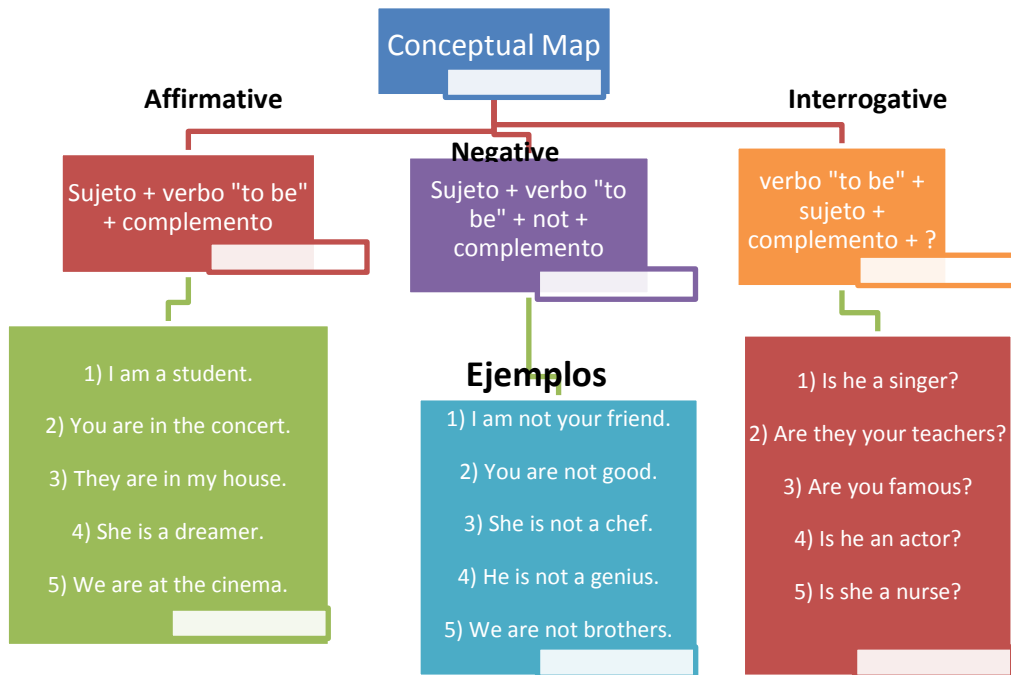 Conceptual Map
Affirmative
Interrogative
Negative
Sujeto + verbo "to be"
+ complemento
Sujeto + verbo "to
be" + not +
complemento
verbo "to be" +
sujeto +
complemento + ?
1) I am a student.
2) You are in the concert.
3) They are in my house.
4) She is a dreamer.
5) We are at the cinema.
Ejemplos
1) I am not your friend.
2) You are not good.
3) She is not a chef.
4) He is not a genius.
5) We are not brothers.
1) Is he a singer?
2) Are they your teachers?
3) Are you famous?
4) Is he an actor?
5) Is she a nurse?